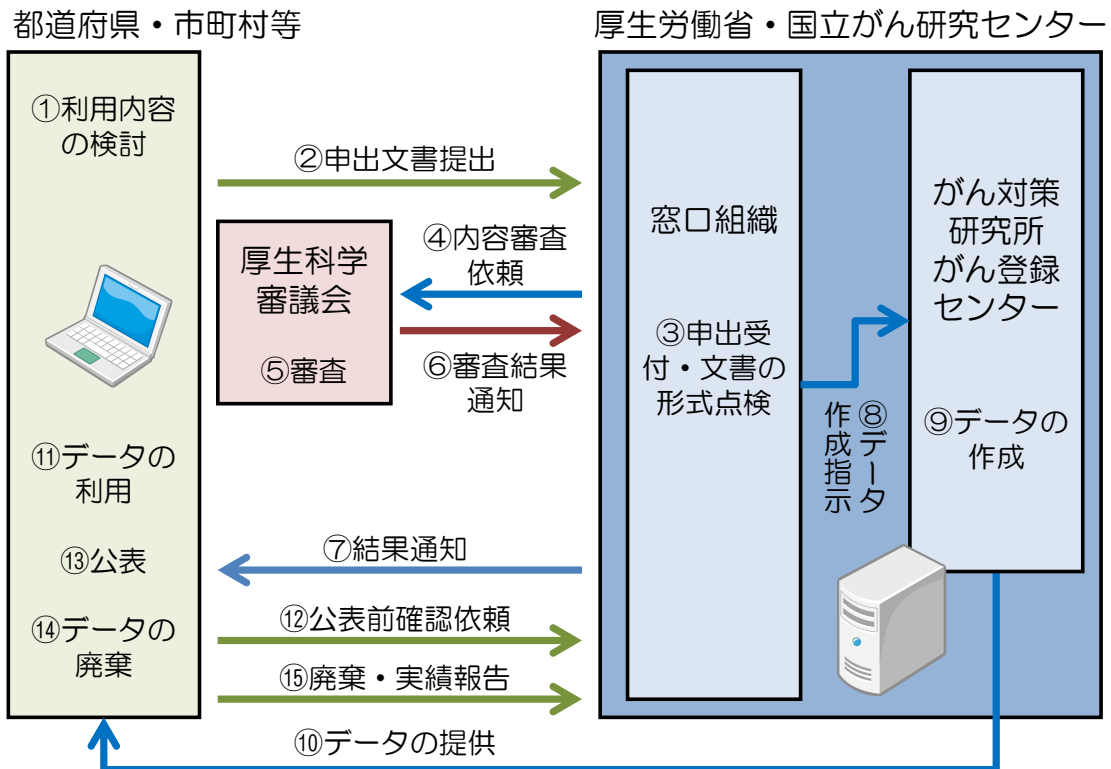 都道府県・市町村等
厚生労働省・国立がん研究センター
①利用内容
の検討
②申出文書提出
厚生科学
審議会
⑤審査
④内容審査
依頼
⑥審査結果
通知
窓口組織
③申出受
付・文書の
形式点検
⑧データ
作成指示
がん対策
研究所
がん登録
センター
⑨データの
作成
⑪データの
利用
⑬公表
⑭データの
廃棄
⑦結果通知
⑫公表前確認依頼
⑮廃棄・実績報告
⑩データの提供